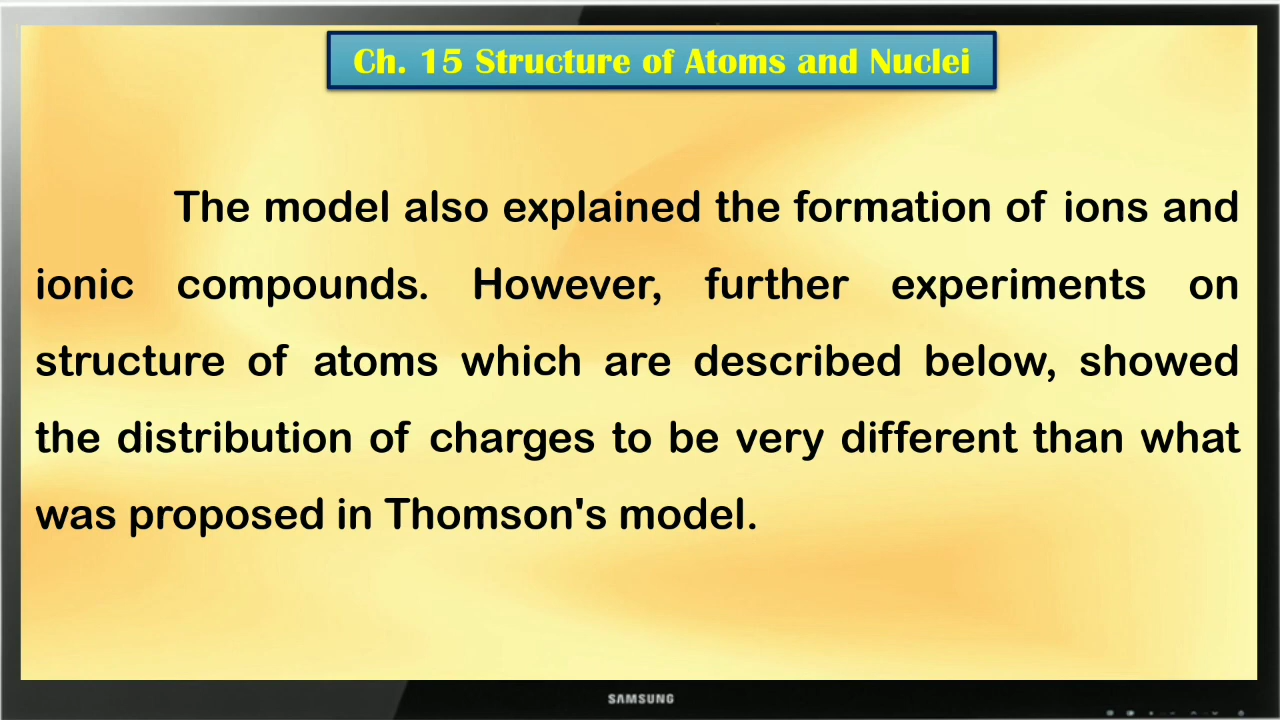 Ch. 15 Structure of Atoms and Nuclei
The model also explained the formation of ions and
ionic compounds. However, further experiments on
structure of atoms which are described below, showed
the distribution of charges to be very different than what
was proposed in Thomson's model.
SAMSUNG